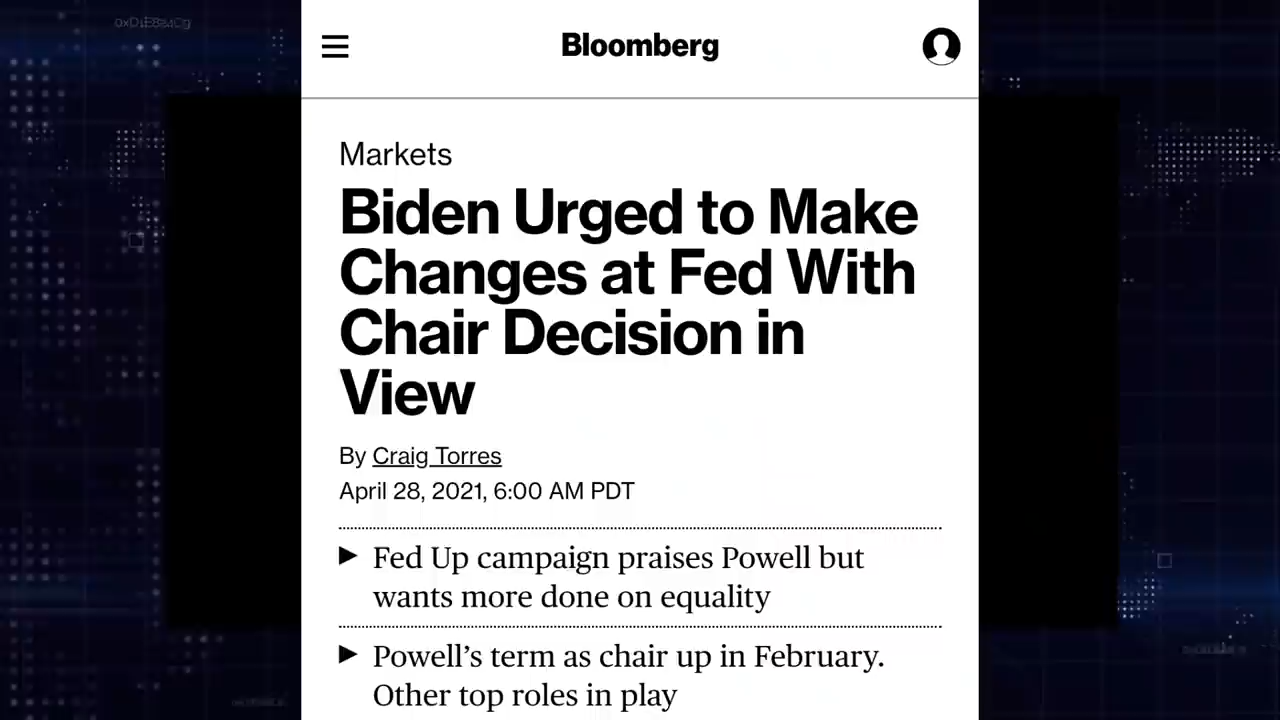 Bloomberg
Markets
Biden Urged to Make
Changes at Fed With
Chair Decision in
View
By Craig Torres
April 28, 2021, 6:00 AM PDT
Fed Up campaign praises Powell but
wants more done on equality
Powell’s term as chair up in February.
Other top roles in play